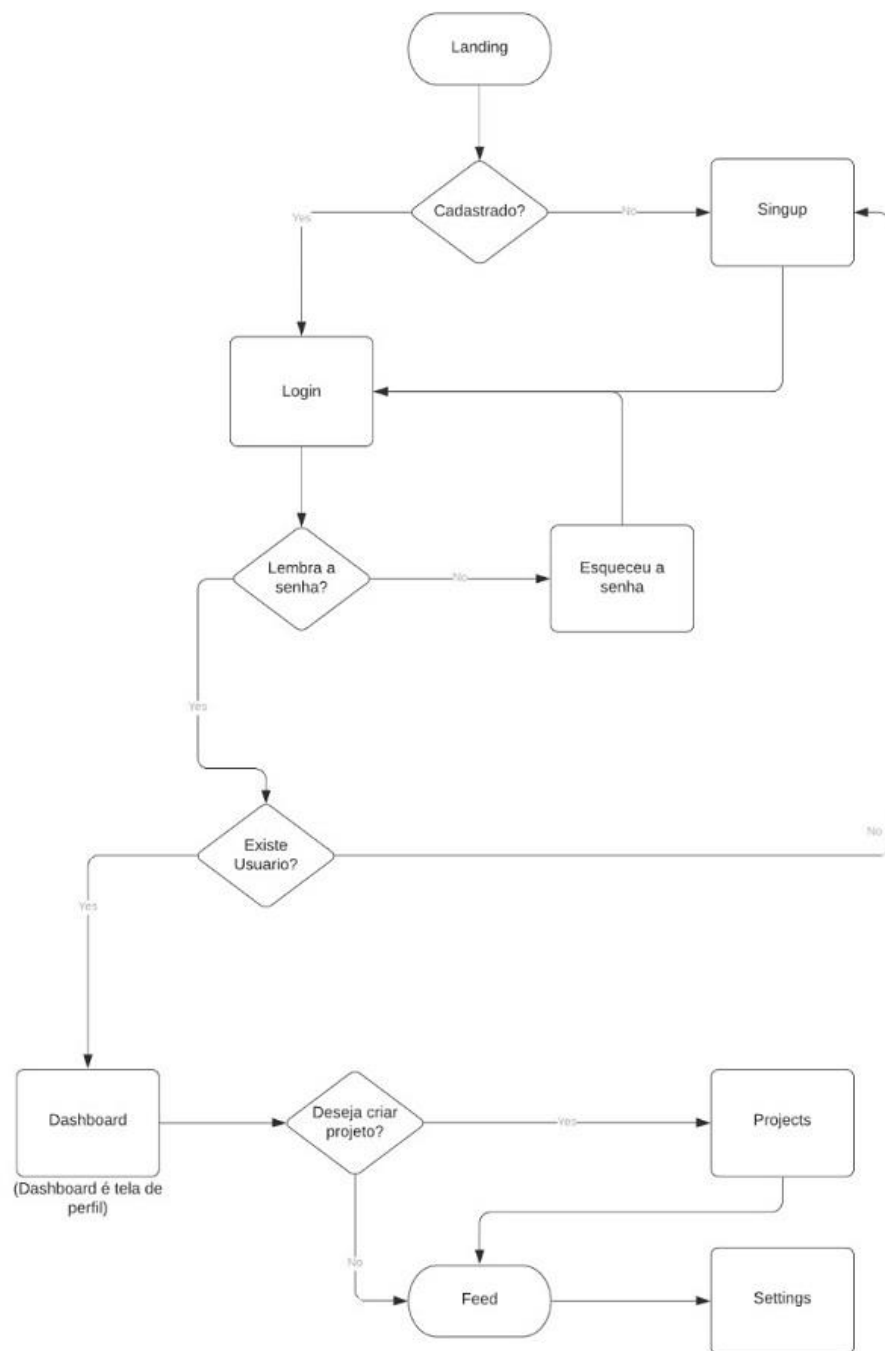 Landing
Cadastrado?
Yes
No
Singup
Login
Lembra a
senha?
No
Esqueceu a
senha
Yes
Existe
Usuario?
No
Yes
Dashboard
(Dashboard é tela de
perfil)
Deseja criar
projeto?
Yes
Projects
No
Feed
Settings